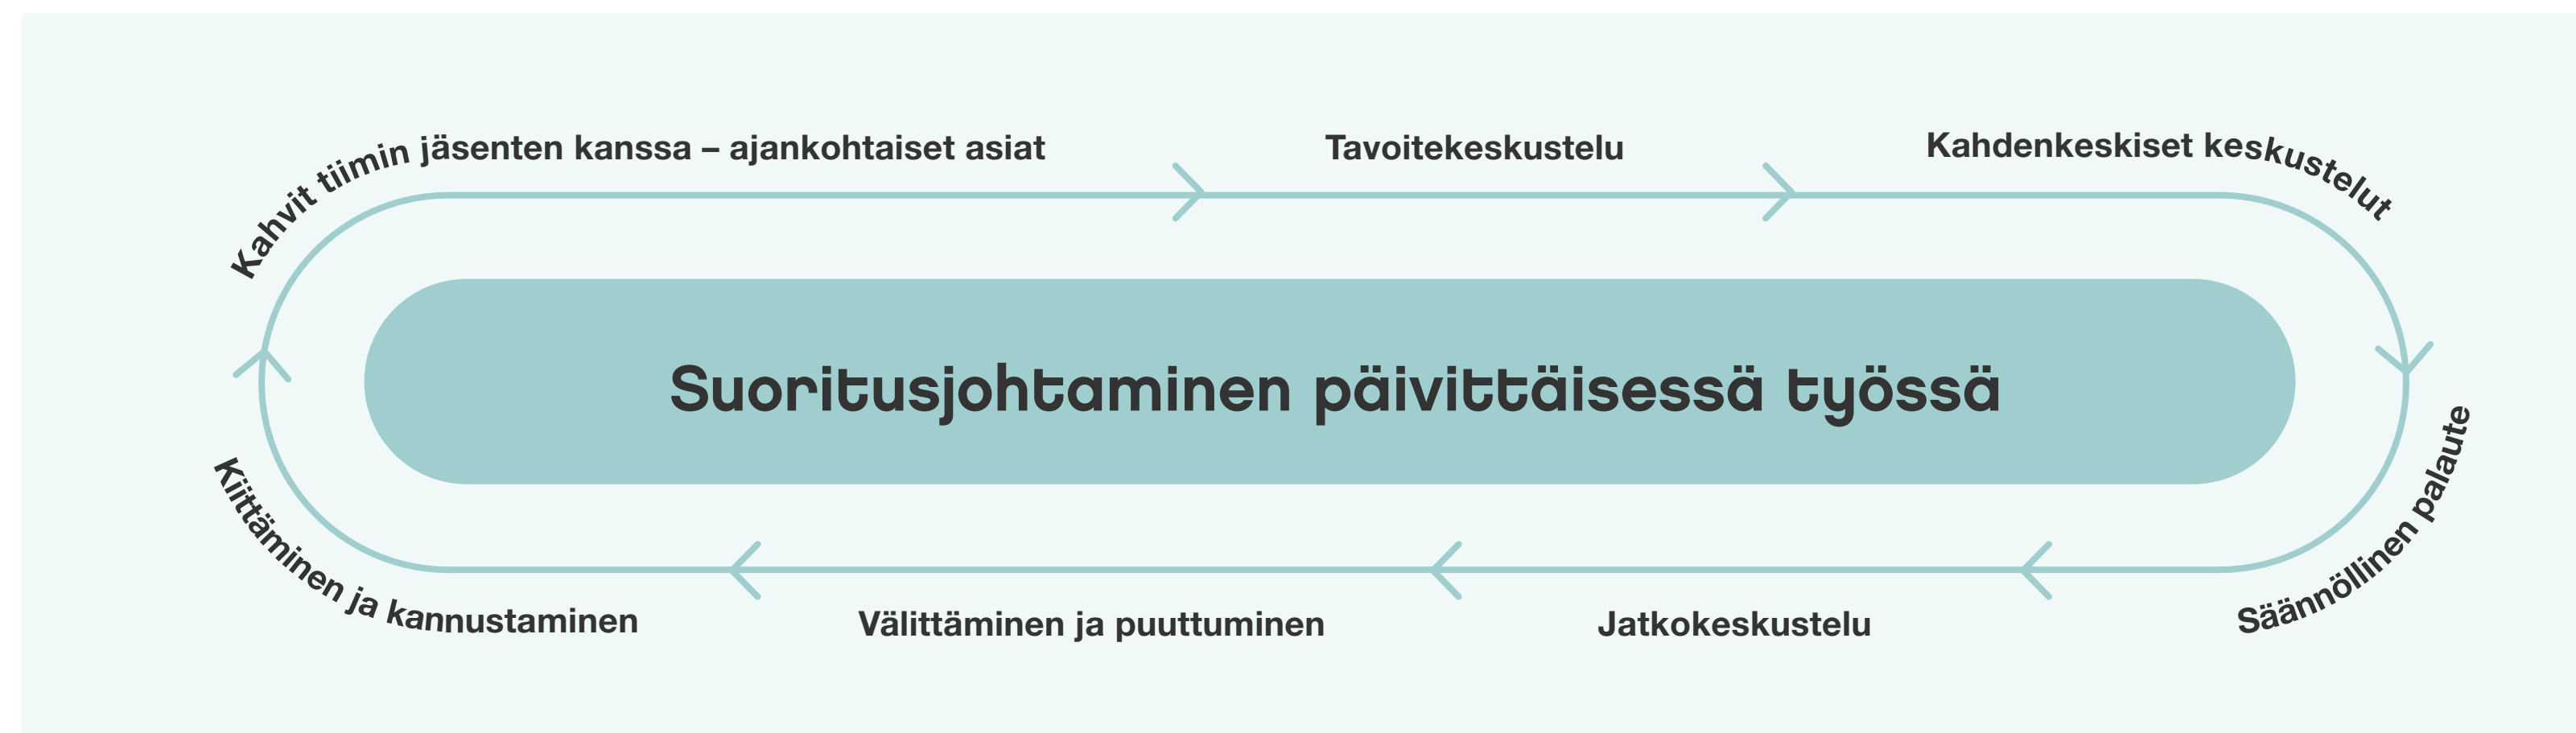 Kahvit tiimin jäsenten kanssa – ajankohtaiset asiat
Tavoitekeskustelu
Kahdenkeskiset keskustelut
Suoritusjohtaminen päivittäisessä työssä
Säännöllinen palaute
Jatkokeskustelu
Välittäminen ja puuttuminen
Kiittäminen ja kannustaminen